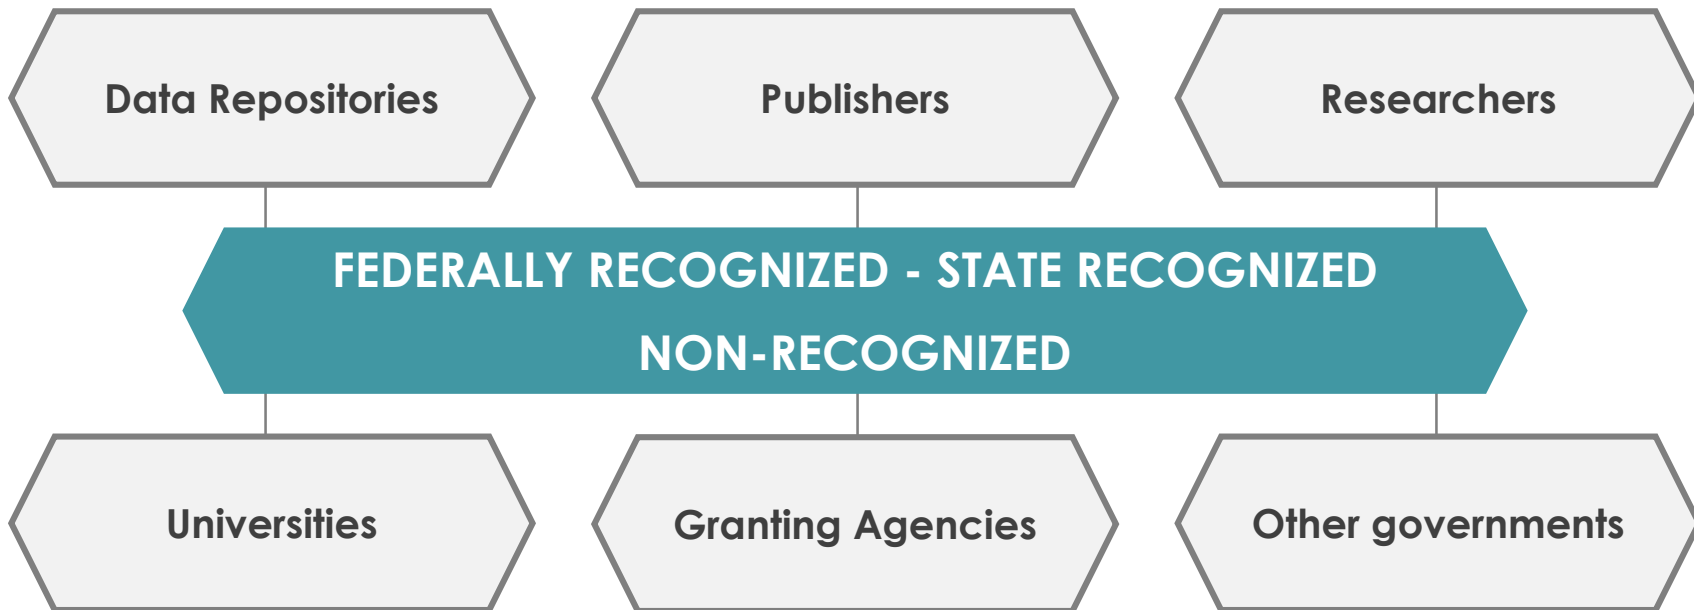 Data Repositories
Publishers
Researchers
FEDERALLY RECOGNIZED - STATE RECOGNIZED
NON-RECOGNIZED
Universities
Granting Agencies
Other governments